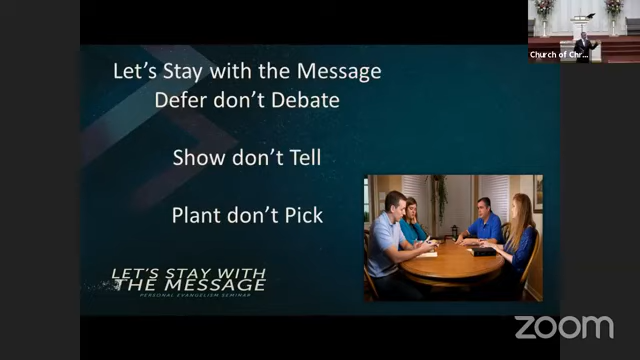 Let's Stay with the Message
Defer don't Debate
Show don't Tell
Plant don't Pick
LET'S STAY WITH
THE MESSAGE
PERSONAL EVANGELISM SEMINAR
Church of Chr...
zoom